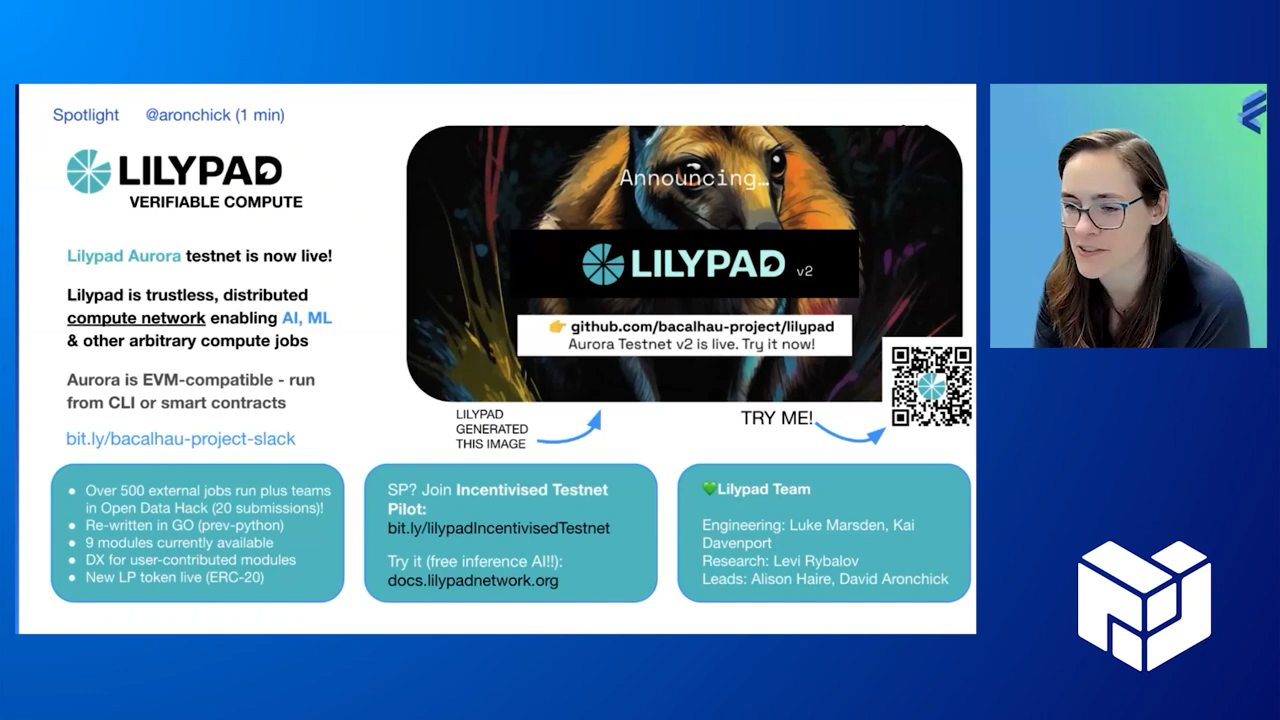 Spotlight @aronchick (1 min)
LILYPAD
VERIFIABLE COMPUTE
Lilypad Aurora testnet is now live!
Lilypad is trustless, distributed
compute network enabling AI, ML
& other arbitrary compute jobs
Aurora is EVM-compatible - run
from CLI or smart contracts
bit.ly/bacalhau-project-slack
Announcing...
LILYPAD v2
👉 github.com/bacalhau-project/lilypad
Aurora Testnet v2 is live. Try it now!
LILYPAD
GENERATED
THIS IMAGE
TRY ME!
● Over 500 external jobs run plus teams
in Open Data Hack (20 submissions)!
● Re-written in GO (prev-python)
● 9 modules currently available
● DX for user-contributed modules
● New LP token live (ERC-20)
SP? Join Incentivised Testnet
Pilot:
bit.ly/lilypadIncentivisedTestnet
Try it (free inference AI!!):
docs.lilypadnetwork.org
💚Lilypad Team
Engineering: Luke Marsden, Kai
Davenport
Research: Levi Rybalov
Leads: Alison Haire, David Aronchick